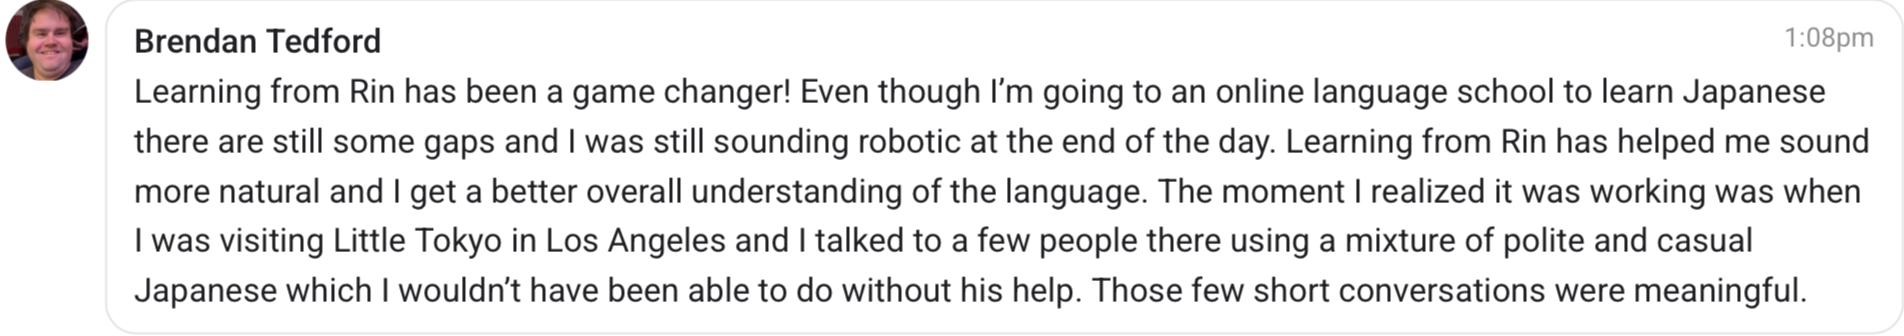 Brendan Tedford
1:08pm
Learning from Rin has been a game changer! Even though I’m going to an online language school to learn Japanese
there are still some gaps and I was still sounding robotic at the end of the day. Learning from Rin has helped me sound
more natural and I get a better overall understanding of the language. The moment I realized it was working was when
I was visiting Little Tokyo in Los Angeles and I talked to a few people there using a mixture of polite and casual
Japanese which I wouldn’t have been able to do without his help. Those few short conversations were meaningful.